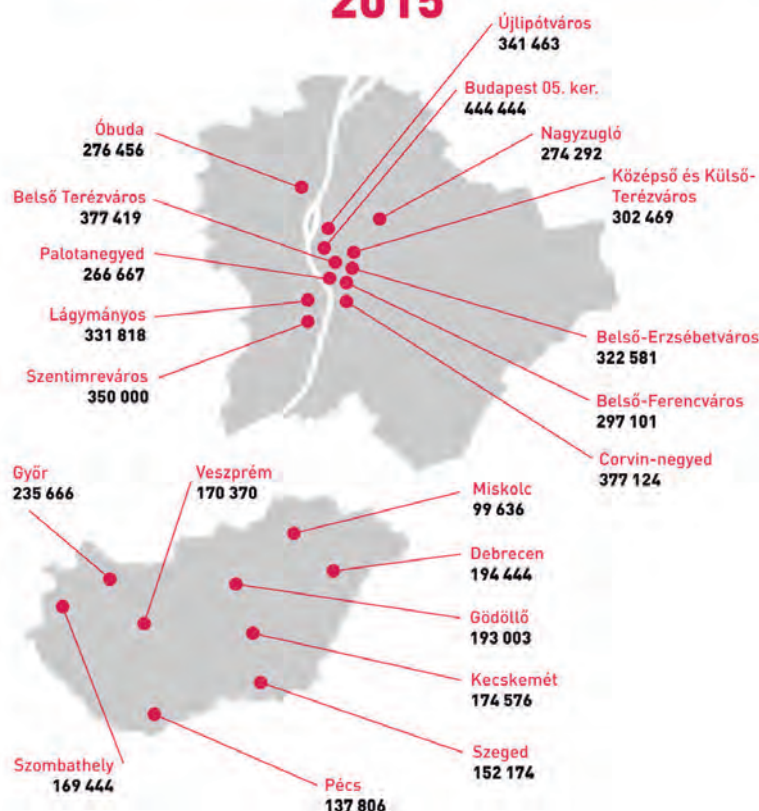 2015
Újlipótváros
341 463
Budapest 05. ker.
444 444
Óbuda
276 456
Nagyzugló
274 292
Középső és Külső-
Terézváros
302 469
Belső Terézváros
377 419
Palotanegyed
266 667
Lágymányos
331 818
Szentimreváros
350 000
Belső-Erzsébetváros
322 581
Belső-Ferencváros
297 101
Corvin-negyed
377 124
Győr
235 666
Veszprém
170 370
Miskolc
99 636
Debrecen
194 444
Gödöllő
193 003
Kecskemét
174 576
Szeged
152 174
Szombathely
169 444
Pécs
137 806